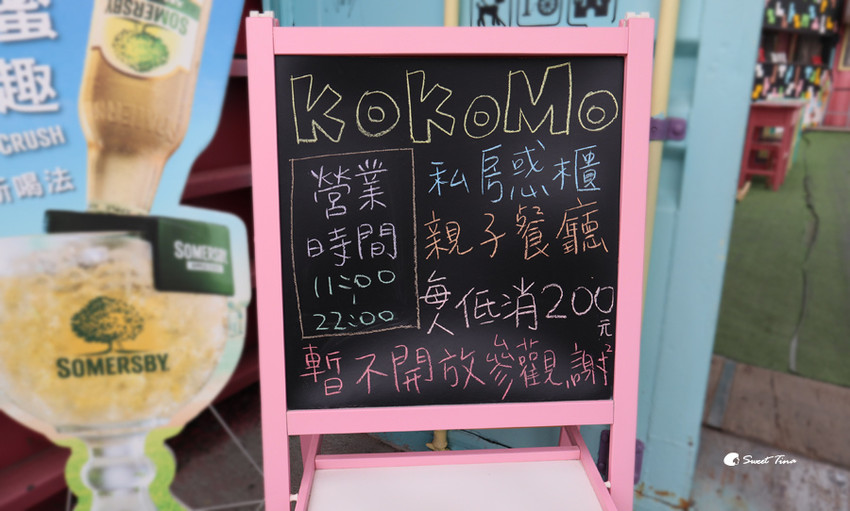 KOKOMO
營業
時間
11:00
|
22:00
私房惑櫃
親子餐廳
每人低消200元
暫不開放參觀謝
趣
CRUSH
喝法
SOMERSBY
SOMERSBY
SOMERSBY
Sweet Tina